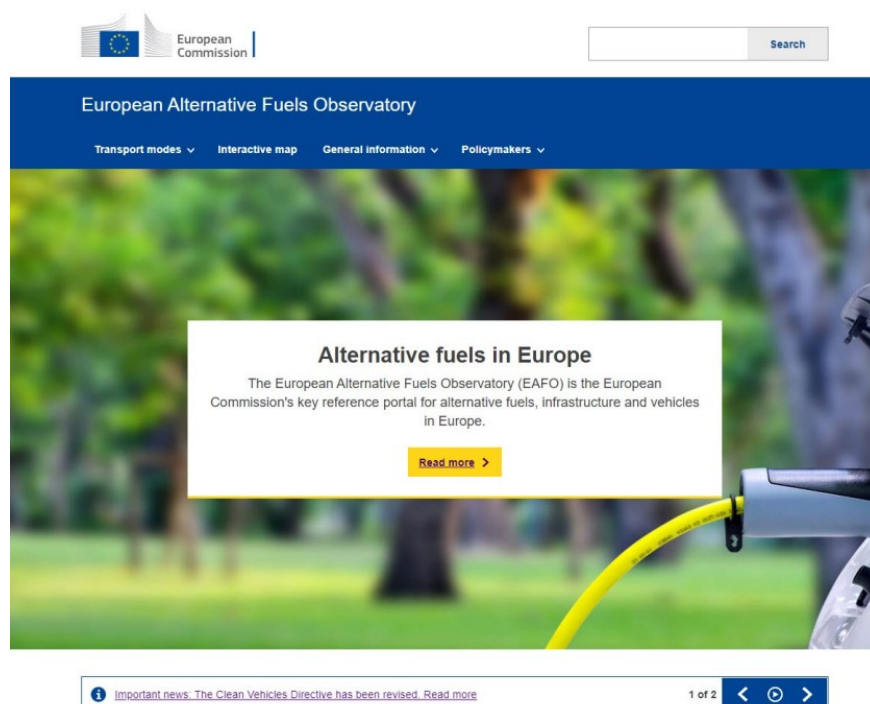 European
Commission
Search
European Alternative Fuels Observatory
Transport modes
Interactive map
General information
Policymakers
Alternative fuels in Europe
The European Alternative Fuels Observatory (EAFO) is the European
Commission's key reference portal for alternative fuels, infrastructure and vehicles
in Europe.
Read more
Important news: The Clean Vehicles Directive has been revised. Read more
1 of 2